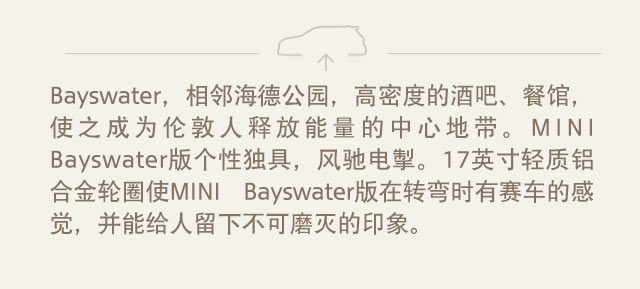 Bayswater，相邻海德公园，高密度的酒吧、餐馆，
使之成为伦敦人释放能量的中心地带。MINI
Bayswater版个性独具，风驰电掣。17英寸轻质铝
合金轮圈使MINI Bayswater版在转弯时有赛车的感
觉，并能给人留下不可磨灭的印象。